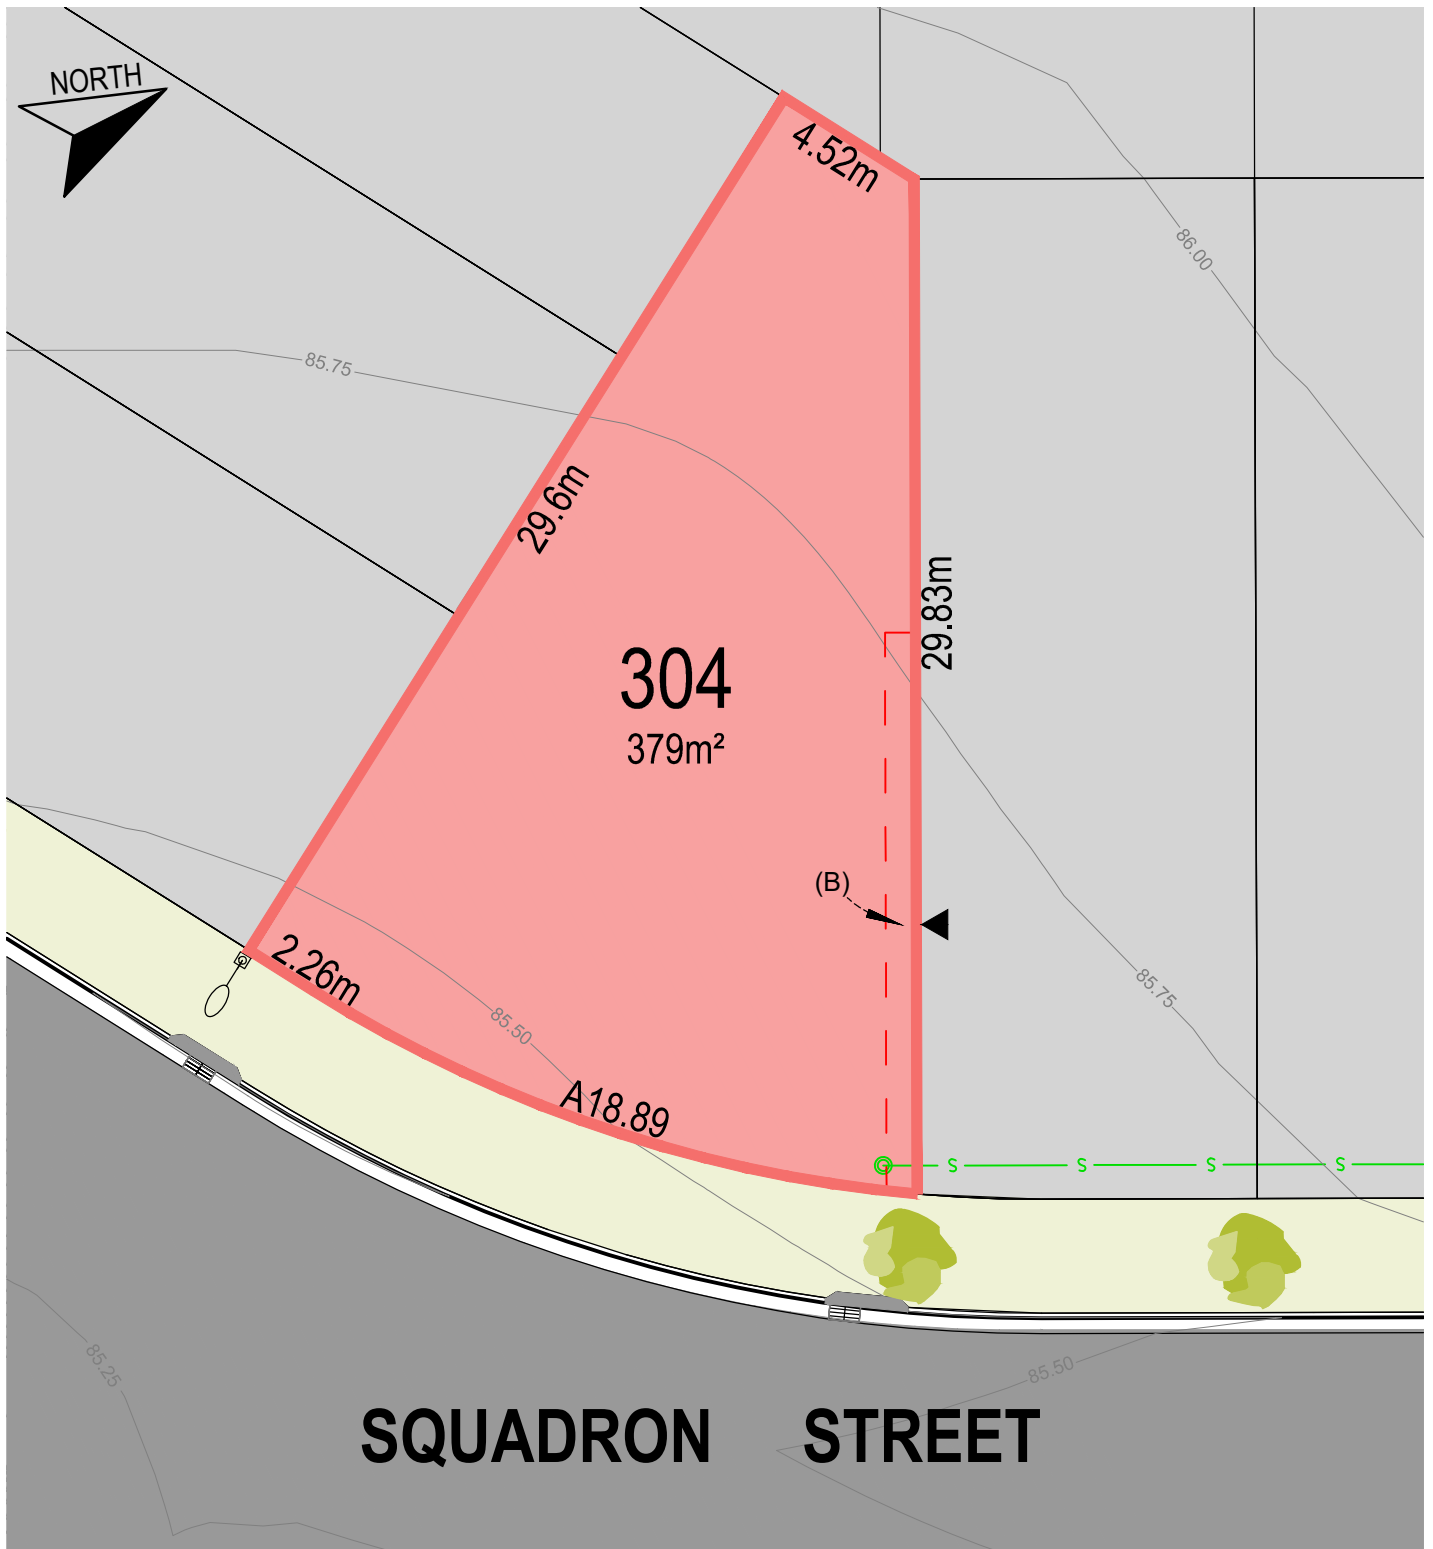 NORTH
4.52m
86.00
85.75
29.6m
29.83m
304
379m²
(B)
2.26m
85.50
85.75
A18.89
S S S S
85.25
85.50
SQUADRON STREET